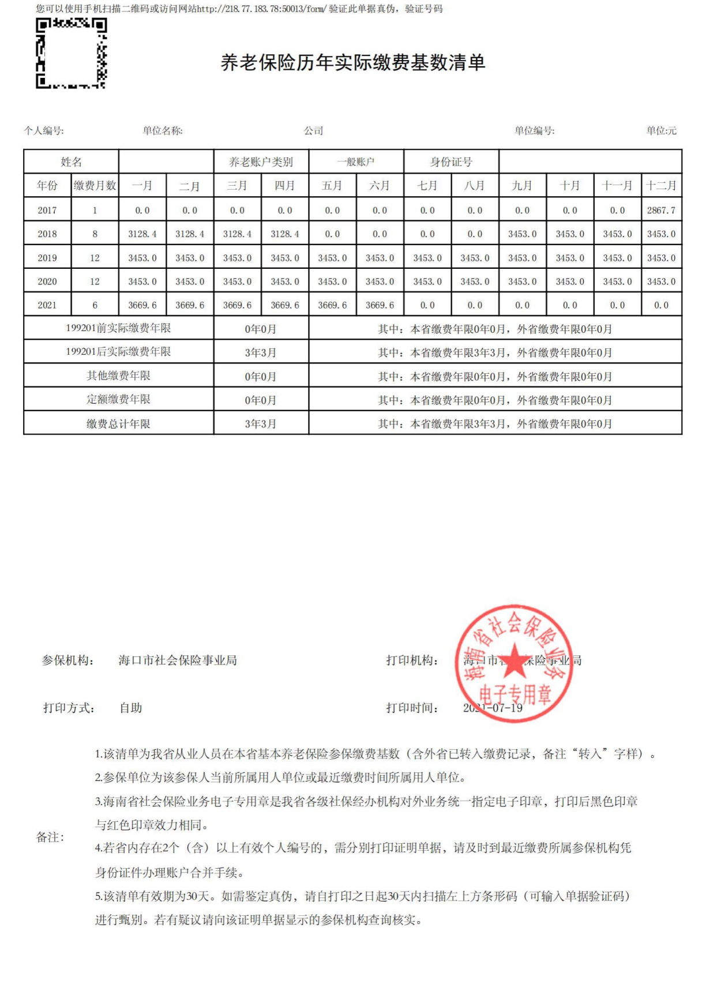 您可以使用手机扫描二维码或访问网站http://218.77.183.78:50013/form/验证此单据真伪，验证号码
养老保险历年实际缴费基数清单
个人编号: 单位名称: 公司 单位编号: 单位:元
姓名 养老账户类别 一般账户 身份证号
年份 缴费月数 一月 二月 三月 四月 五月 六月 七月 八月 九月 十月 十一月 十二月
2017 1 0.0 0.0 0.0 0.0 0.0 0.0 0.0 0.0 0.0 0.0 0.0 2867.7
2018 8 3128.4 3128.4 3128.4 3128.4 0.0 0.0 0.0 0.0 3453.0 3453.0 3453.0 3453.0
2019 12 3453.0 3453.0 3453.0 3453.0 3453.0 3453.0 3453.0 3453.0 3453.0 3453.0 3453.0 3453.0
2020 12 3453.0 3453.0 3453.0 3453.0 3453.0 3453.0 3453.0 3453.0 3453.0 3453.0 3453.0 3453.0
2021 6 3669.6 3669.6 3669.6 3669.6 3669.6 3669.6 0.0 0.0 0.0 0.0 0.0 0.0
199201前实际缴费年限 0年0月 其中：本省缴费年限0年0月，外省缴费年限0年0月
199201后实际缴费年限 3年3月 其中：本省缴费年限3年3月，外省缴费年限0年0月
其他缴费年限 0年0月 其中：本省缴费年限0年0月，外省缴费年限0年0月
定额缴费年限 0年0月 其中：本省缴费年限0年0月，外省缴费年限0年0月
缴费总计年限 3年3月 其中：本省缴费年限3年3月，外省缴费年限0年0月
海南省社会保险业务
电子专用章
参保机构： 海口市社会保险事业局 打印机构： 海口市社会保险事业局
打印方式： 自助 打印时间： 2021-07-19
备注：
1.该清单为我省从业人员在本省基本养老保险参保缴费基数（含外省已转入缴费记录，备注“转入”字样）。
2.参保单位为该参保人当前所属用人单位或最近缴费时间所属用人单位。
3.海南省社会保险业务电子专用章是我省各级社保经办机构对外业务统一指定电子印章，打印后黑色印章
与红色印章效力相同。
4.若省内存在2个（含）以上有效个人编号的，需分别打印证明单据，请及时到最近缴费所属参保机构凭
身份证件办理账户合并手续。
5.该清单有效期为30天。如需鉴定真伪，请自打印之日起30天内扫描左上方条形码（可输入单据验证码）
进行甄别。若有疑议请向该证明单据显示的参保机构查询核实。